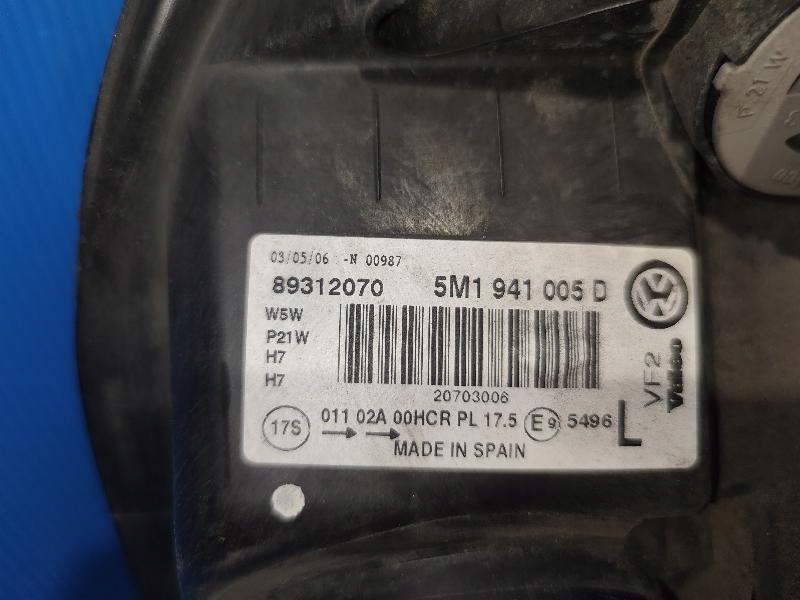 03/05/06 -N 00987
89312070 5M1 941 005 D
W5W
P21W
H7
H7
20703006
VF2
Valeo
17S 011 02A 00HCR PL 17.5 E9 5496 L
MADE IN SPAIN
P 21 W